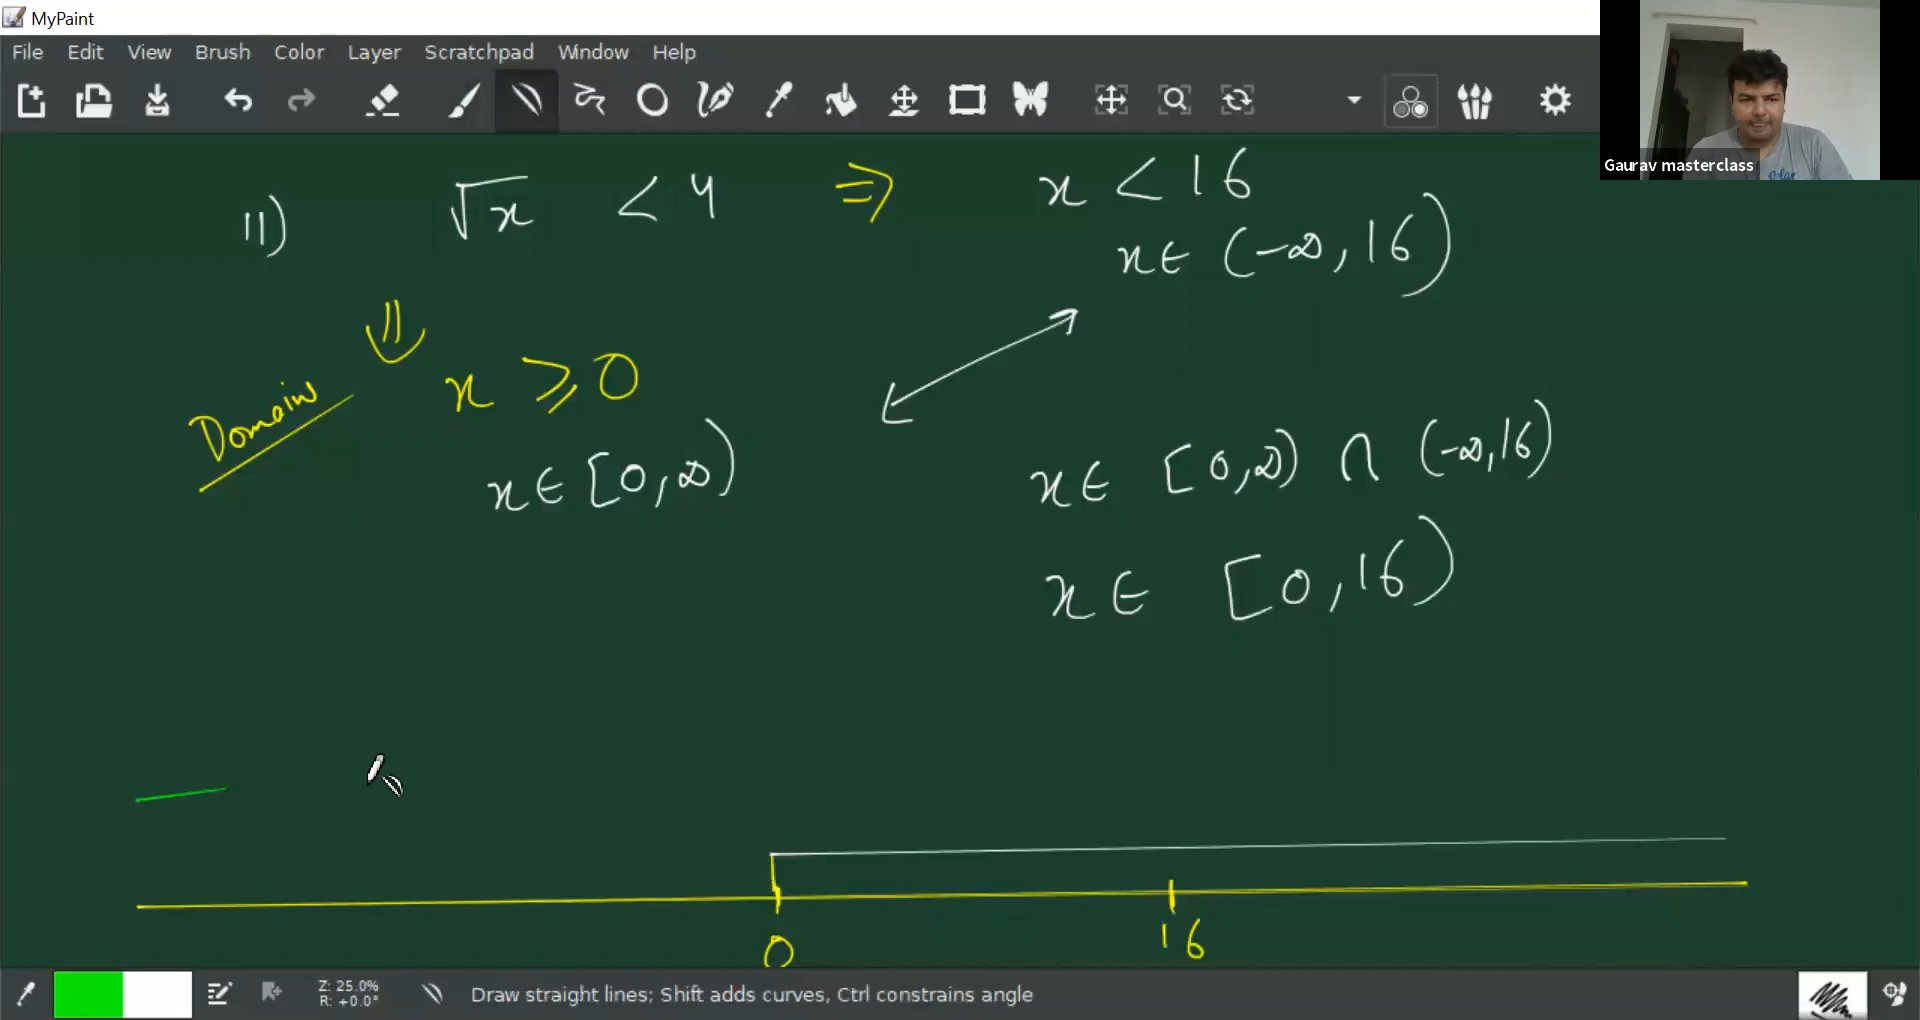 MyPaint
File Edit View Brush Color Layer Scratchpad Window Help
Gaurav masterclass
11) √x < 4 ⇒ x < 16
x ∈ (-∞, 16)
Domain
x ≥ 0
x ∈ [0, ∞)
x ∈ [0, ∞) ∩ (-∞, 16)
x ∈ [0, 16)
0 16
Z: 25.0%
R: +0.0°
Draw straight lines; Shift adds curves, Ctrl constrains angle